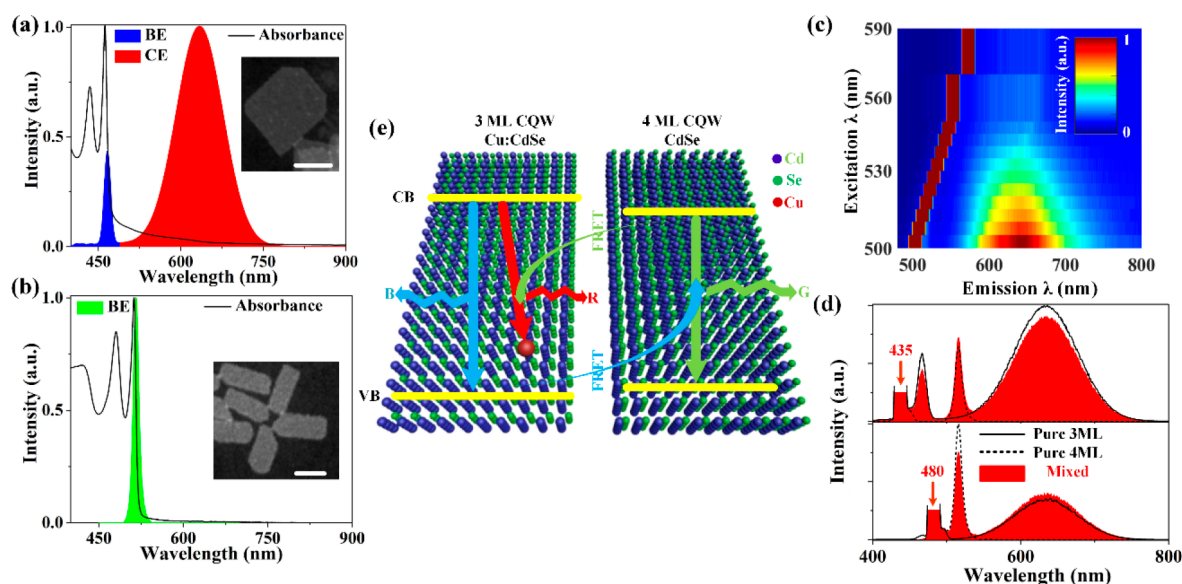 (a)
1.0
0.5
0.0
450
600
750
900
Intensity (a.u.)
Wavelength (nm)
BE
CE
Absorbance
(b)
1.0
0.5
0.0
450
600
750
900
Intensity (a.u.)
Wavelength (nm)
BE
Absorbance
(e)
3 ML CQW
Cu:CdSe
4 ML CQW
CdSe
Cd
Se
Cu
CB
VB
B
R
G
FRET
FRET
(c)
590
560
530
500
Excitation λ (nm)
500
600
700
800
Emission λ (nm)
Intensity (a.u.)
1
0
(d)
435
480
Pure 3ML
Pure 4ML
Mixed
Intensity (a.u.)
400
600
800
Wavelength (nm)